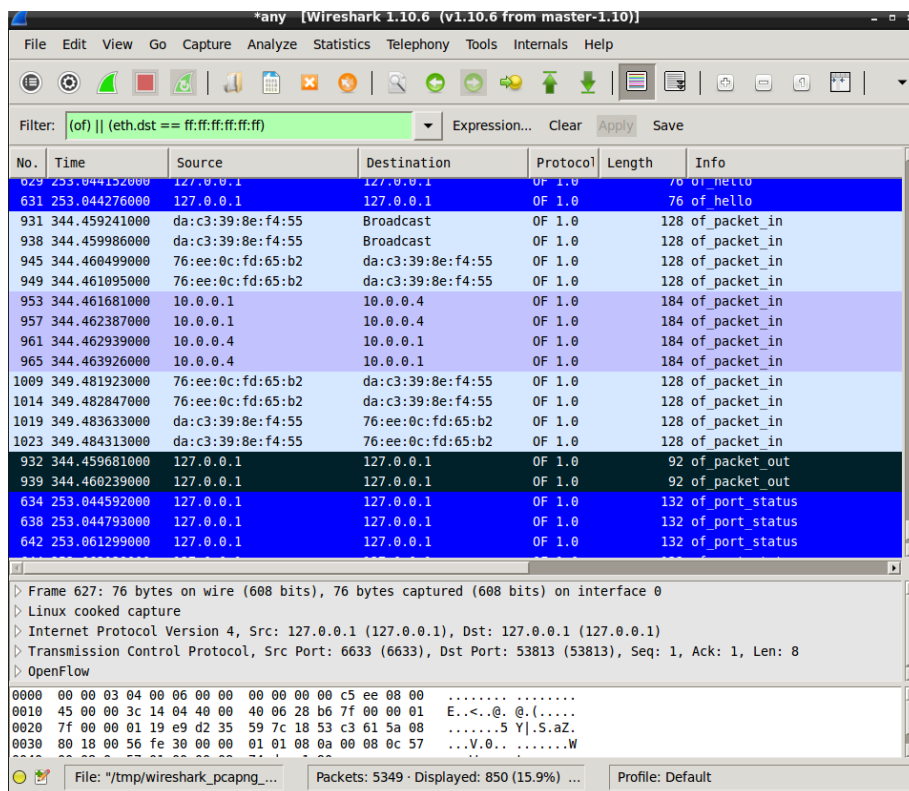 *any [Wireshark 1.10.6 (v1.10.6 from master-1.10)]
File Edit View Go Capture Analyze Statistics Telephony Tools Internals Help
Filter: (of) || (eth.dst == ff:ff:ff:ff:ff:ff) Expression... Clear Apply Save
No. Time Source Destination Protocol Length Info
629 253.044152000 127.0.0.1 127.0.0.1 OF 1.0 76 of_hello
631 253.044276000 127.0.0.1 127.0.0.1 OF 1.0 76 of_hello
931 344.459241000 da:c3:39:8e:f4:55 Broadcast OF 1.0 128 of_packet_in
938 344.459986000 da:c3:39:8e:f4:55 Broadcast OF 1.0 128 of_packet_in
945 344.460499000 76:ee:0c:fd:65:b2 da:c3:39:8e:f4:55 OF 1.0 128 of_packet_in
949 344.461095000 76:ee:0c:fd:65:b2 da:c3:39:8e:f4:55 OF 1.0 128 of_packet_in
953 344.461681000 10.0.0.1 10.0.0.4 OF 1.0 184 of_packet_in
957 344.462387000 10.0.0.1 10.0.0.4 OF 1.0 184 of_packet_in
961 344.462939000 10.0.0.4 10.0.0.1 OF 1.0 184 of_packet_in
965 344.463926000 10.0.0.4 10.0.0.1 OF 1.0 184 of_packet_in
1009 349.481923000 76:ee:0c:fd:65:b2 da:c3:39:8e:f4:55 OF 1.0 128 of_packet_in
1014 349.482847000 76:ee:0c:fd:65:b2 da:c3:39:8e:f4:55 OF 1.0 128 of_packet_in
1019 349.483633000 da:c3:39:8e:f4:55 76:ee:0c:fd:65:b2 OF 1.0 128 of_packet_in
1023 349.484313000 da:c3:39:8e:f4:55 76:ee:0c:fd:65:b2 OF 1.0 128 of_packet_in
932 344.459681000 127.0.0.1 127.0.0.1 OF 1.0 92 of_packet_out
939 344.460239000 127.0.0.1 127.0.0.1 OF 1.0 92 of_packet_out
634 253.044592000 127.0.0.1 127.0.0.1 OF 1.0 132 of_port_status
638 253.044793000 127.0.0.1 127.0.0.1 OF 1.0 132 of_port_status
642 253.061299000 127.0.0.1 127.0.0.1 OF 1.0 132 of_port_status
Frame 627: 76 bytes on wire (608 bits), 76 bytes captured (608 bits) on interface 0
Linux cooked capture
Internet Protocol Version 4, Src: 127.0.0.1 (127.0.0.1), Dst: 127.0.0.1 (127.0.0.1)
Transmission Control Protocol, Src Port: 6633 (6633), Dst Port: 53813 (53813), Seq: 1, Ack: 1, Len: 8
OpenFlow
0000 00 00 03 04 00 06 00 00 00 00 00 00 c5 ee 08 00 ........ ........
0010 45 00 00 3c 14 04 40 00 40 06 28 b6 7f 00 00 01 E..<..@. @.(.....
0020 7f 00 00 01 19 e9 d2 35 59 7c 18 53 c3 61 5a 08 .......5 Y|.S.aZ.
0030 80 18 00 56 fe 30 00 00 01 01 08 0a 00 08 0c 57 ...V.0.. .......W
File: "/tmp/wireshark_pcapng_... Packets: 5349 · Displayed: 850 (15.9%) ... Profile: Default